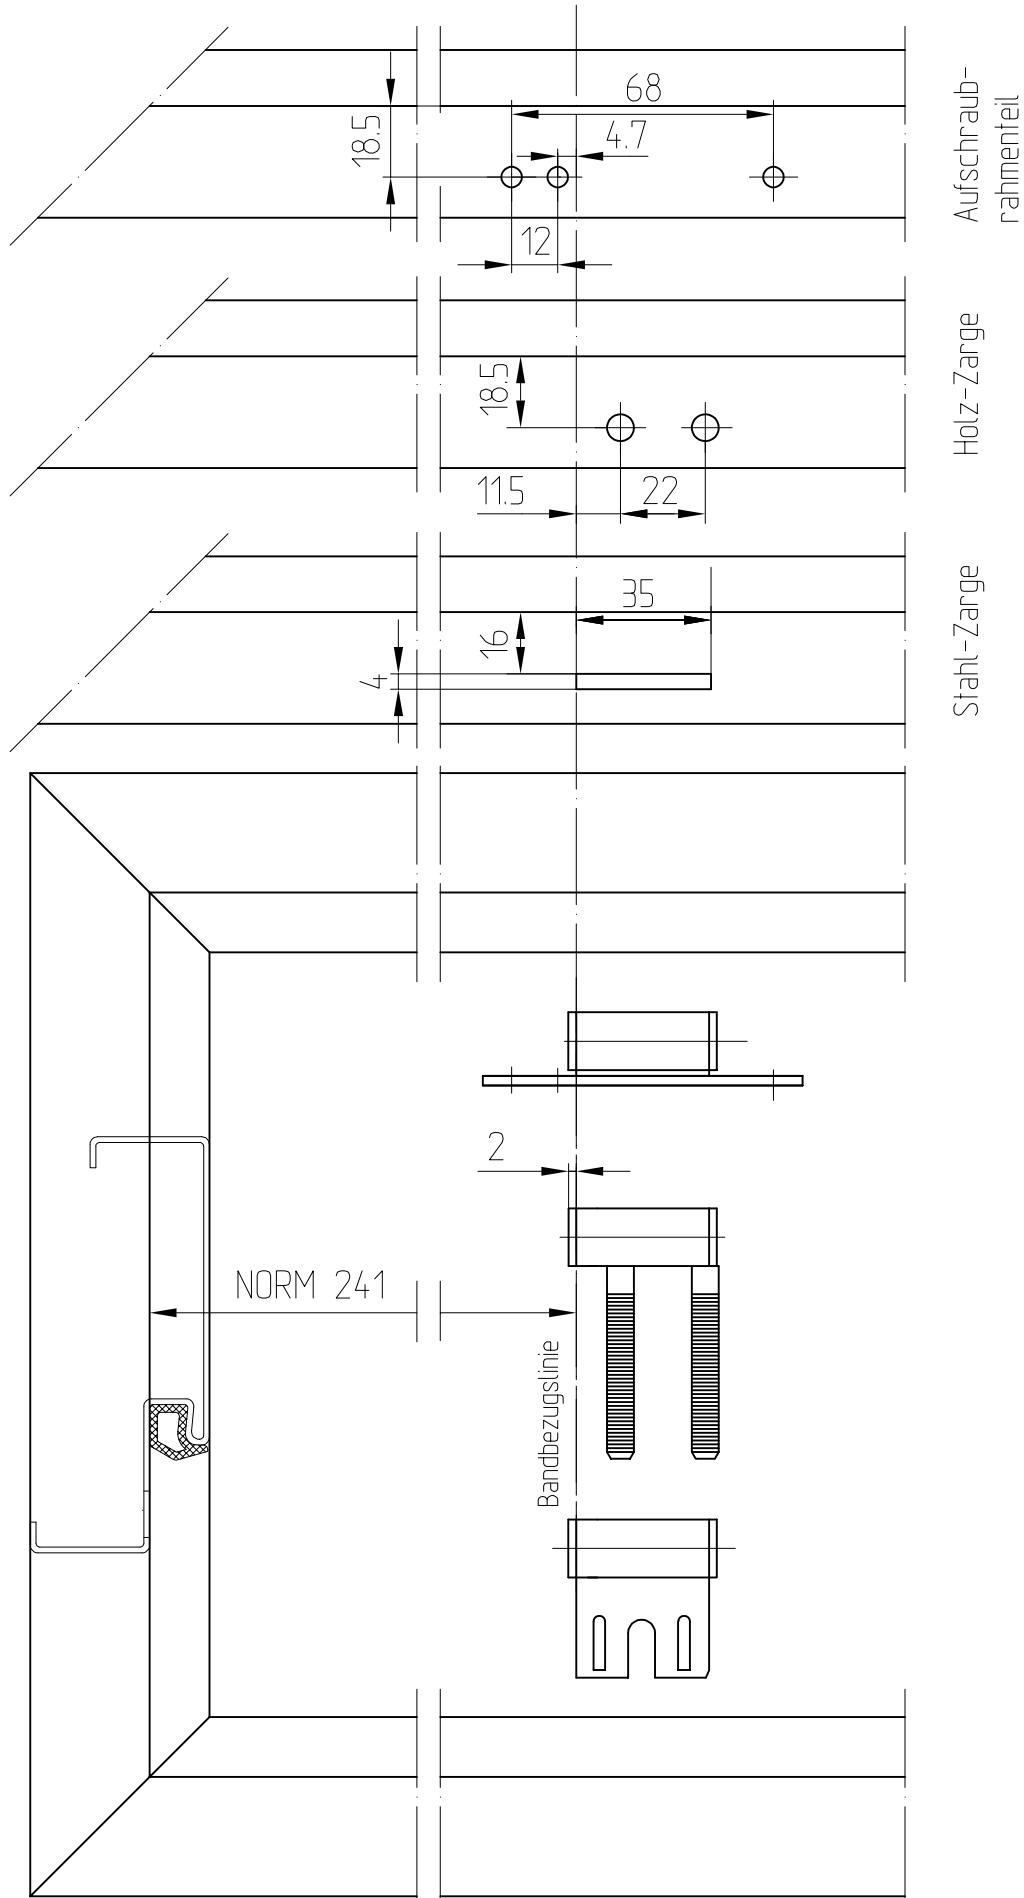 68
4.7
18.5
12
Aufschraub-
rahmenteil
18.5
11.5
22
Holz-Zarge
35
16
4
Stahl-Zarge
2
NORM 241
Bandbezugslinie